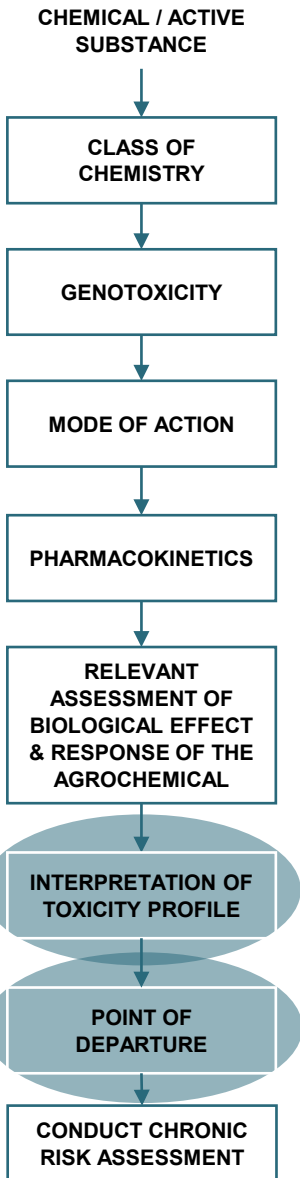 CHEMICAL / ACTIVE
SUBSTANCE
CLASS OF
CHEMISTRY
GENOTOXICITY
MODE OF ACTION
PHARMACOKINETICS
RELEVANT
ASSESSMENT OF
BIOLOGICAL EFFECT
& RESPONSE OF THE
AGROCHEMICAL
INTERPRETATION OF
TOXICITY PROFILE
POINT OF
DEPARTURE
CONDUCT CHRONIC
RISK ASSESSMENT